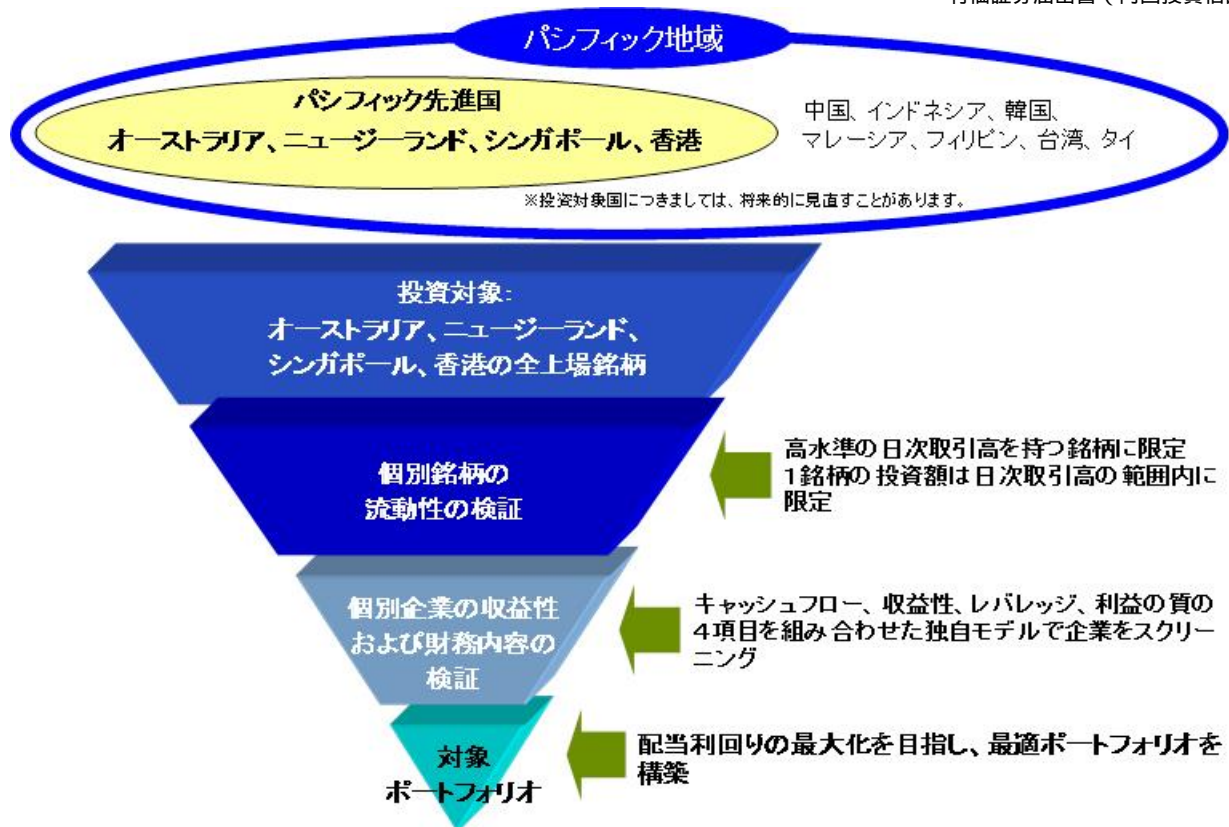 パシフィック地域
パシフィック先進国
オーストラリア、ニュージーランド、シンガポール、香港
中国、インドネシア、韓国、
マレーシア、フィリピン、台湾、タイ
※投資対象国につきましては、将来的に見直すことがあります。
投資対象:
オーストラリア、ニュージーランド、
シンガポール、香港の全上場銘柄
個別銘柄の
流動性の検証
高水準の日次取引高を持つ銘柄に限定
1銘柄の投資額は日次取引高の範囲内に
限定
個別企業の収益性
および財務内容の
検証
キャッシュフロー、収益性、レバレッジ、利益の質の
4項目を組み合わせた独自モデルで企業をスクリー
ニング
対象
ポートフォリオ
配当利回りの最大化を目指し、最適ポートフォリオを
構築